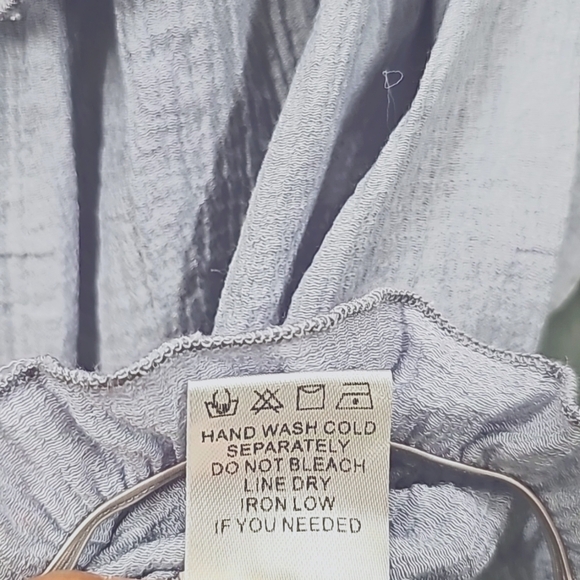 HAND WASH COLD
SEPARATELY
DO NOT BLEACH
LINE DRY
IRON LOW
IF YOU NEEDED